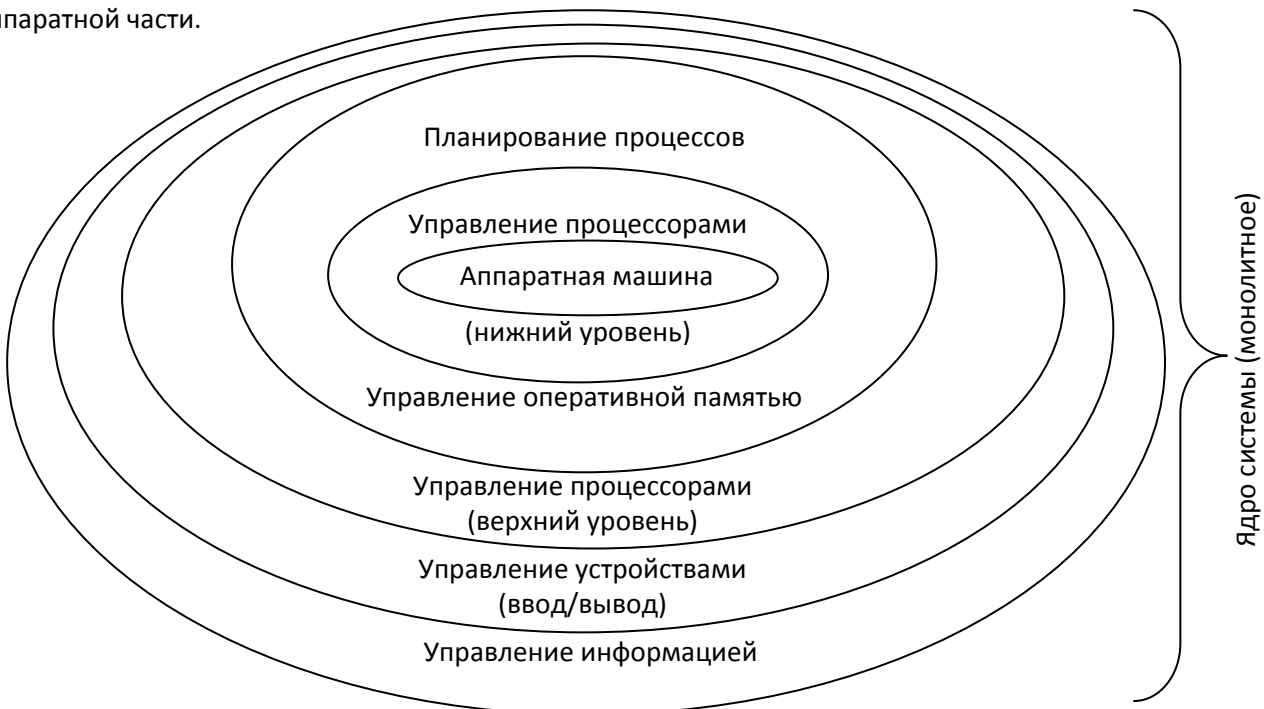 ппаратной части.
Планирование процессов
Управление процессорами
Аппаратная машина
(нижний уровень)
Управление оперативной памятью
Управление процессорами
(верхний уровень)
Управление устройствами
(ввод/вывод)
Управление информацией
Ядро системы (монолитное)